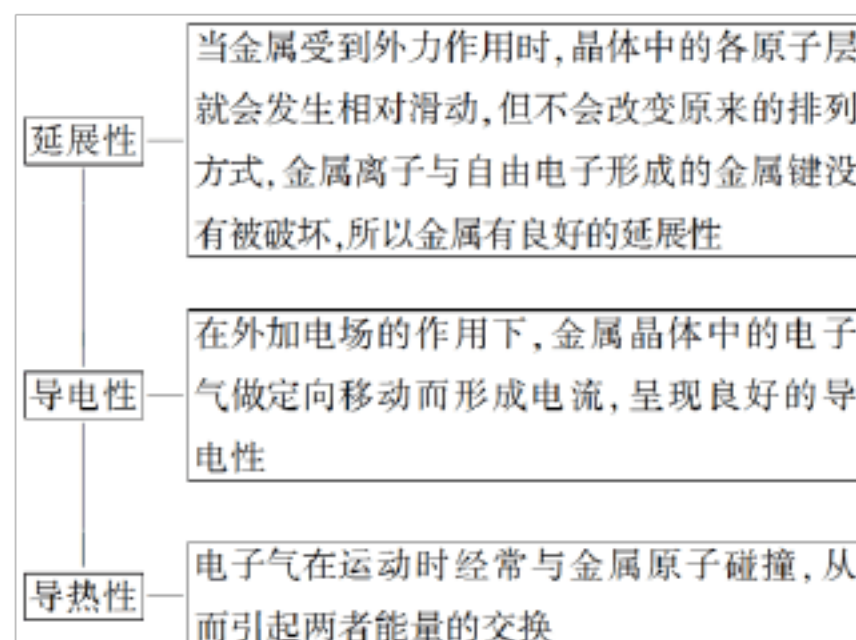 延展性
当金属受到外力作用时,晶体中的各原子层
就会发生相对滑动,但不会改变原来的排列
方式,金属离子与自由电子形成的金属键没
有被破坏,所以金属有良好的延展性
导电性
在外加电场的作用下,金属晶体中的电子
气做定向移动而形成电流,呈现良好的导
电性
导热性
电子气在运动时经常与金属原子碰撞,从
而引起两者能量的交换